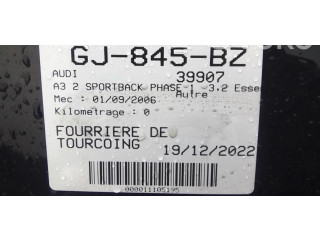 GJ-845-BZ
AUDI 39907
A3 2 SPORTBACK PHASE 1 -3.2 Esse
Mec : 01/09/2006 Autre
Kilometrage : 0
FOURRIERE DE
TOURCOING 19/12/2022
000011105195